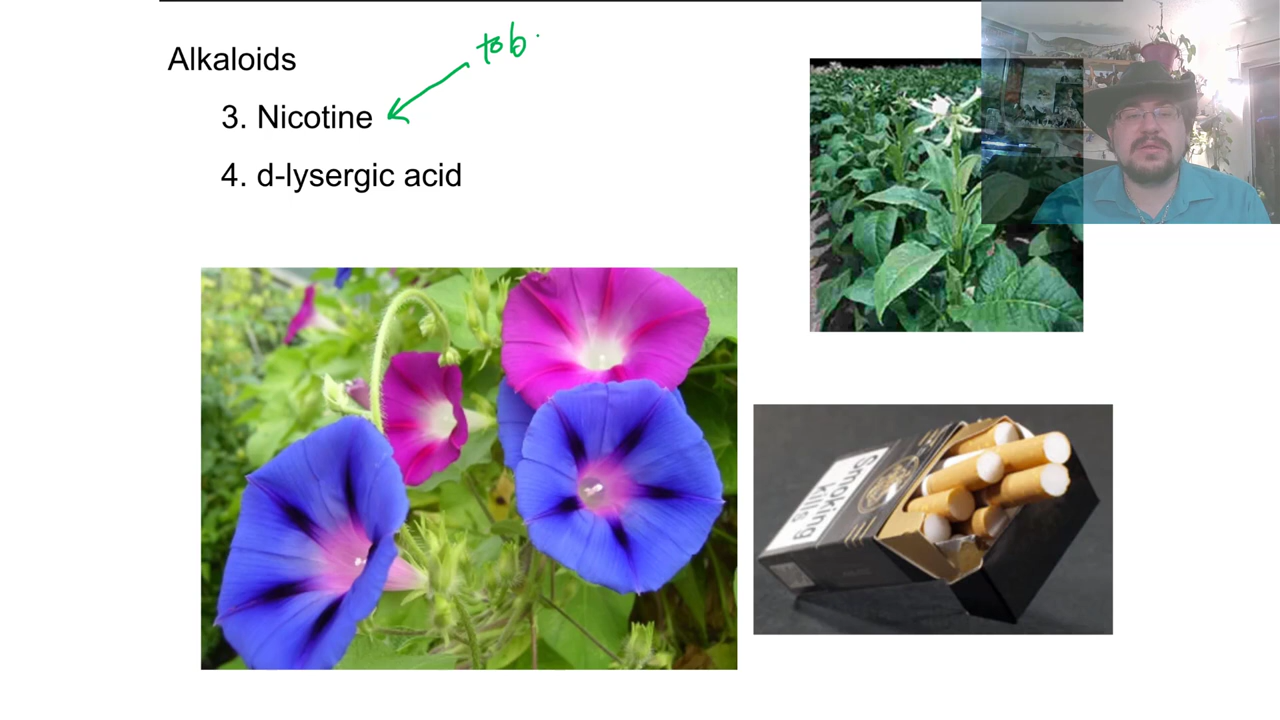 Alkaloids
tob
3. Nicotine
4. d-lysergic acid
Smoking
kills